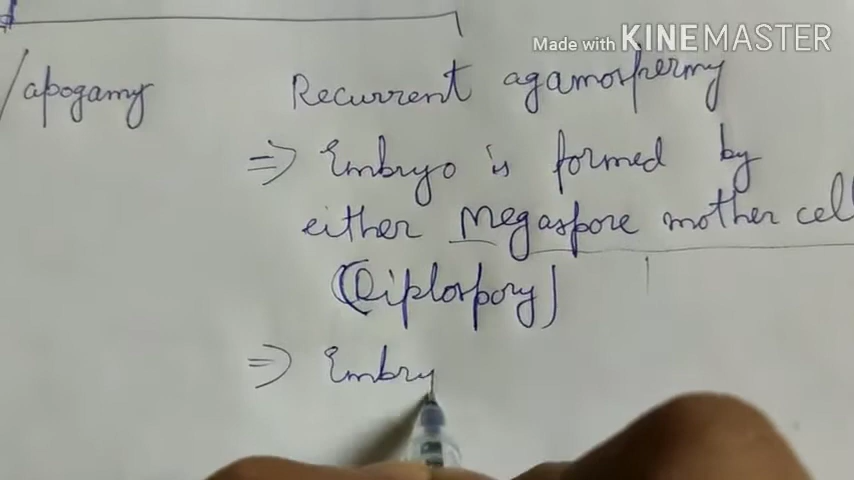 Made with KINEMASTER
/apogamy Recurrent agamospermy
=> Embryo is formed by
either Megaspore mother cell
(Diplospory)
=> Embry